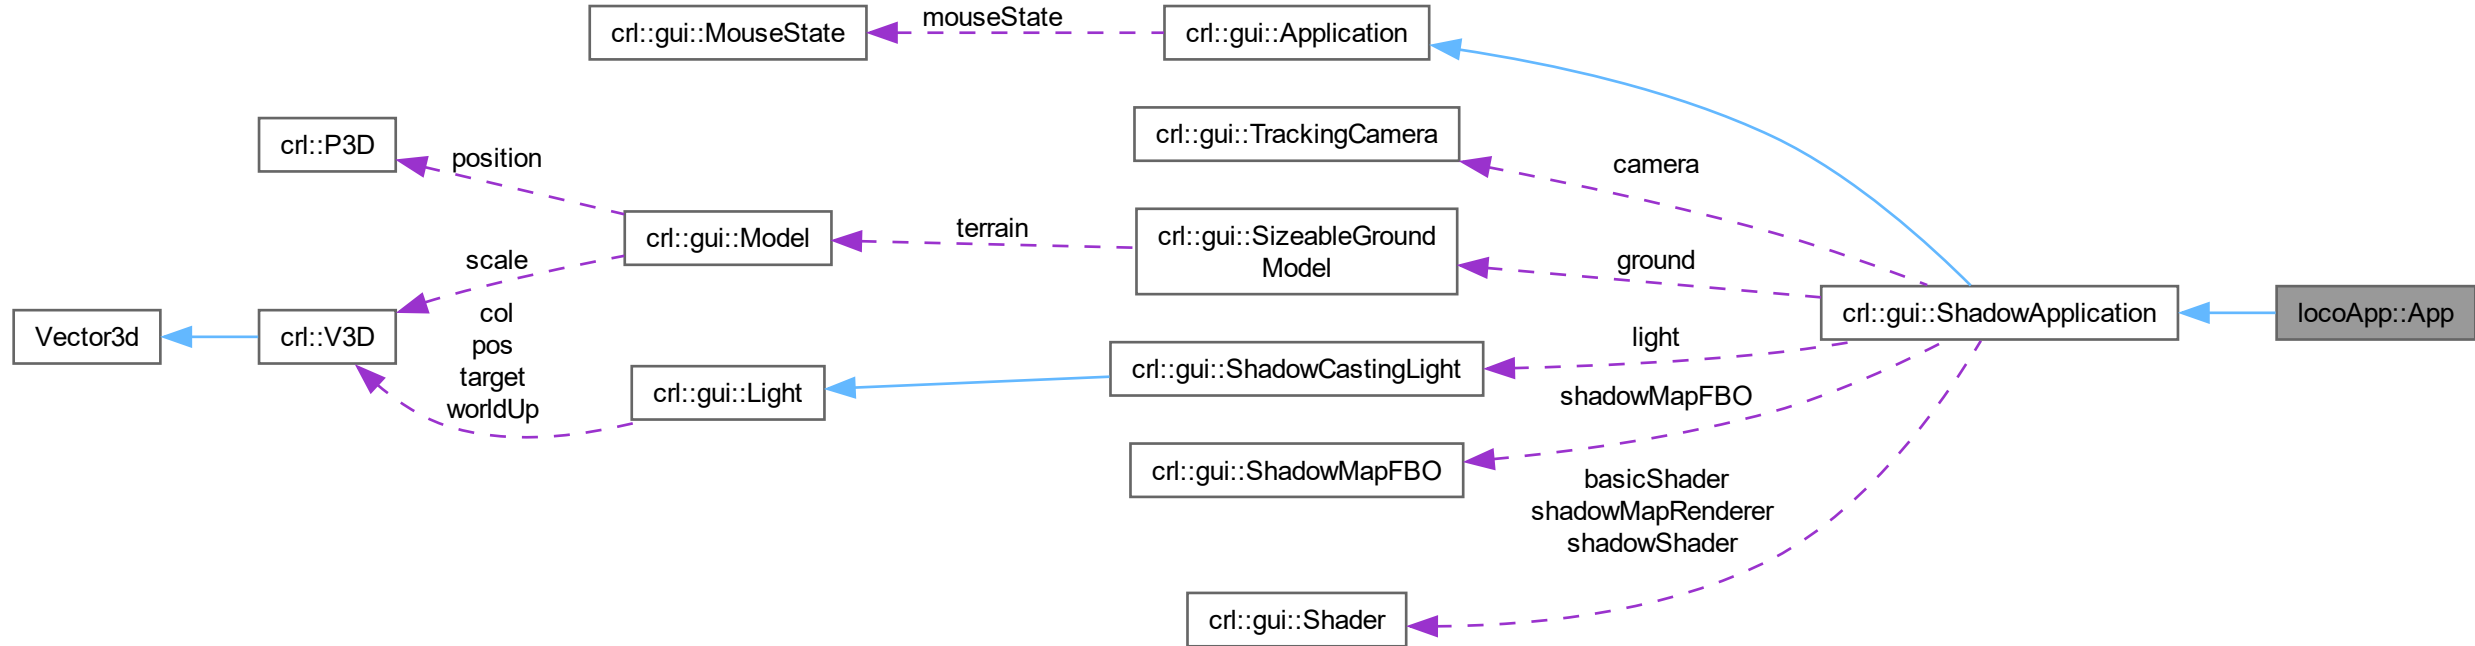 crl::gui::MouseState
mouseState
crl::gui::Application
crl::P3D
position
crl::gui::TrackingCamera
camera
crl::gui::Model
terrain
crl::gui::SizeableGround
Model
ground
scale
Vector3d
crl::V3D
col
pos
target
worldUp
crl::gui::Light
crl::gui::ShadowCastingLight
light
crl::gui::ShadowApplication
locoApp::App
shadowMapFBO
crl::gui::ShadowMapFBO
basicShader
shadowMapRenderer
shadowShader
crl::gui::Shader